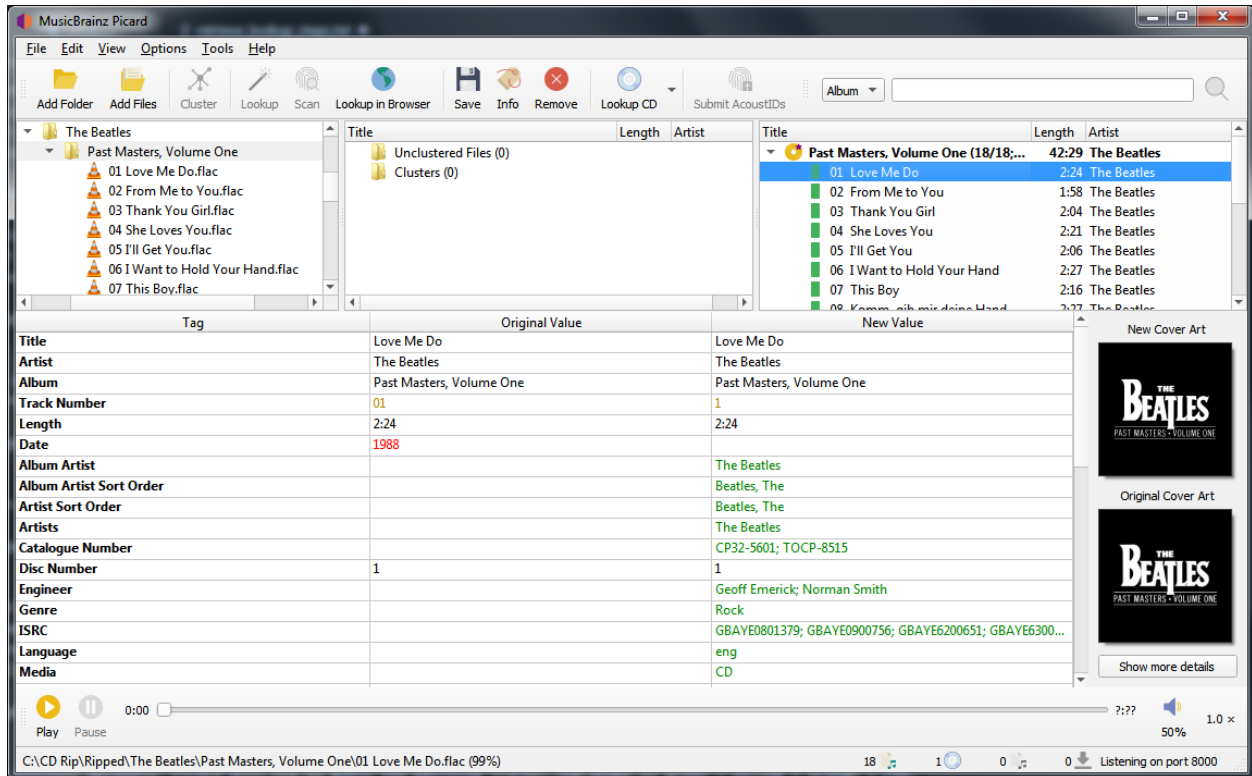 MusicBrainz Picard
File Edit View Options Tools Help
Add Folder Add Files Cluster Lookup Scan Lookup in Browser Save Info Remove Lookup CD Submit AcoustIDs Album
The Beatles
Past Masters, Volume One
01 Love Me Do.flac
02 From Me to You.flac
03 Thank You Girl.flac
04 She Loves You.flac
05 I'll Get You.flac
06 I Want to Hold Your Hand.flac
07 This Boy.flac
Title Length Artist
Unclustered Files (0)
Clusters (0)
Title Length Artist
Past Masters, Volume One (18/18;... 42:29 The Beatles
01 Love Me Do 2:24 The Beatles
02 From Me to You 1:58 The Beatles
03 Thank You Girl 2:04 The Beatles
04 She Loves You 2:21 The Beatles
05 I'll Get You 2:06 The Beatles
06 I Want to Hold Your Hand 2:27 The Beatles
07 This Boy 2:16 The Beatles
08 Komm, gib mir deine Hand 2:27 The Beatles
Tag Original Value New Value
Title Love Me Do Love Me Do
Artist The Beatles The Beatles
Album Past Masters, Volume One Past Masters, Volume One
Track Number 01 1
Length 2:24 2:24
Date 1988
Album Artist The Beatles
Album Artist Sort Order Beatles, The
Artist Sort Order Beatles, The
Artists The Beatles
Catalogue Number CP32-5601; TOCP-8515
Disc Number 1 1
Engineer Geoff Emerick; Norman Smith
Genre Rock
ISRC GBAYE0801379; GBAYE0900756; GBAYE6200651; GBAYE6300...
Language eng
Media CD
New Cover Art
THE
BEATLES
PAST MASTERS • VOLUME ONE
Original Cover Art
THE
BEATLES
PAST MASTERS • VOLUME ONE
Show more details
0:00 ?:??
Play Pause 50% 1.0 ×
C:\CD Rip\Ripped\The Beatles\Past Masters, Volume One\01 Love Me Do.flac (99%) 18 1 0 0 Listening on port 8000